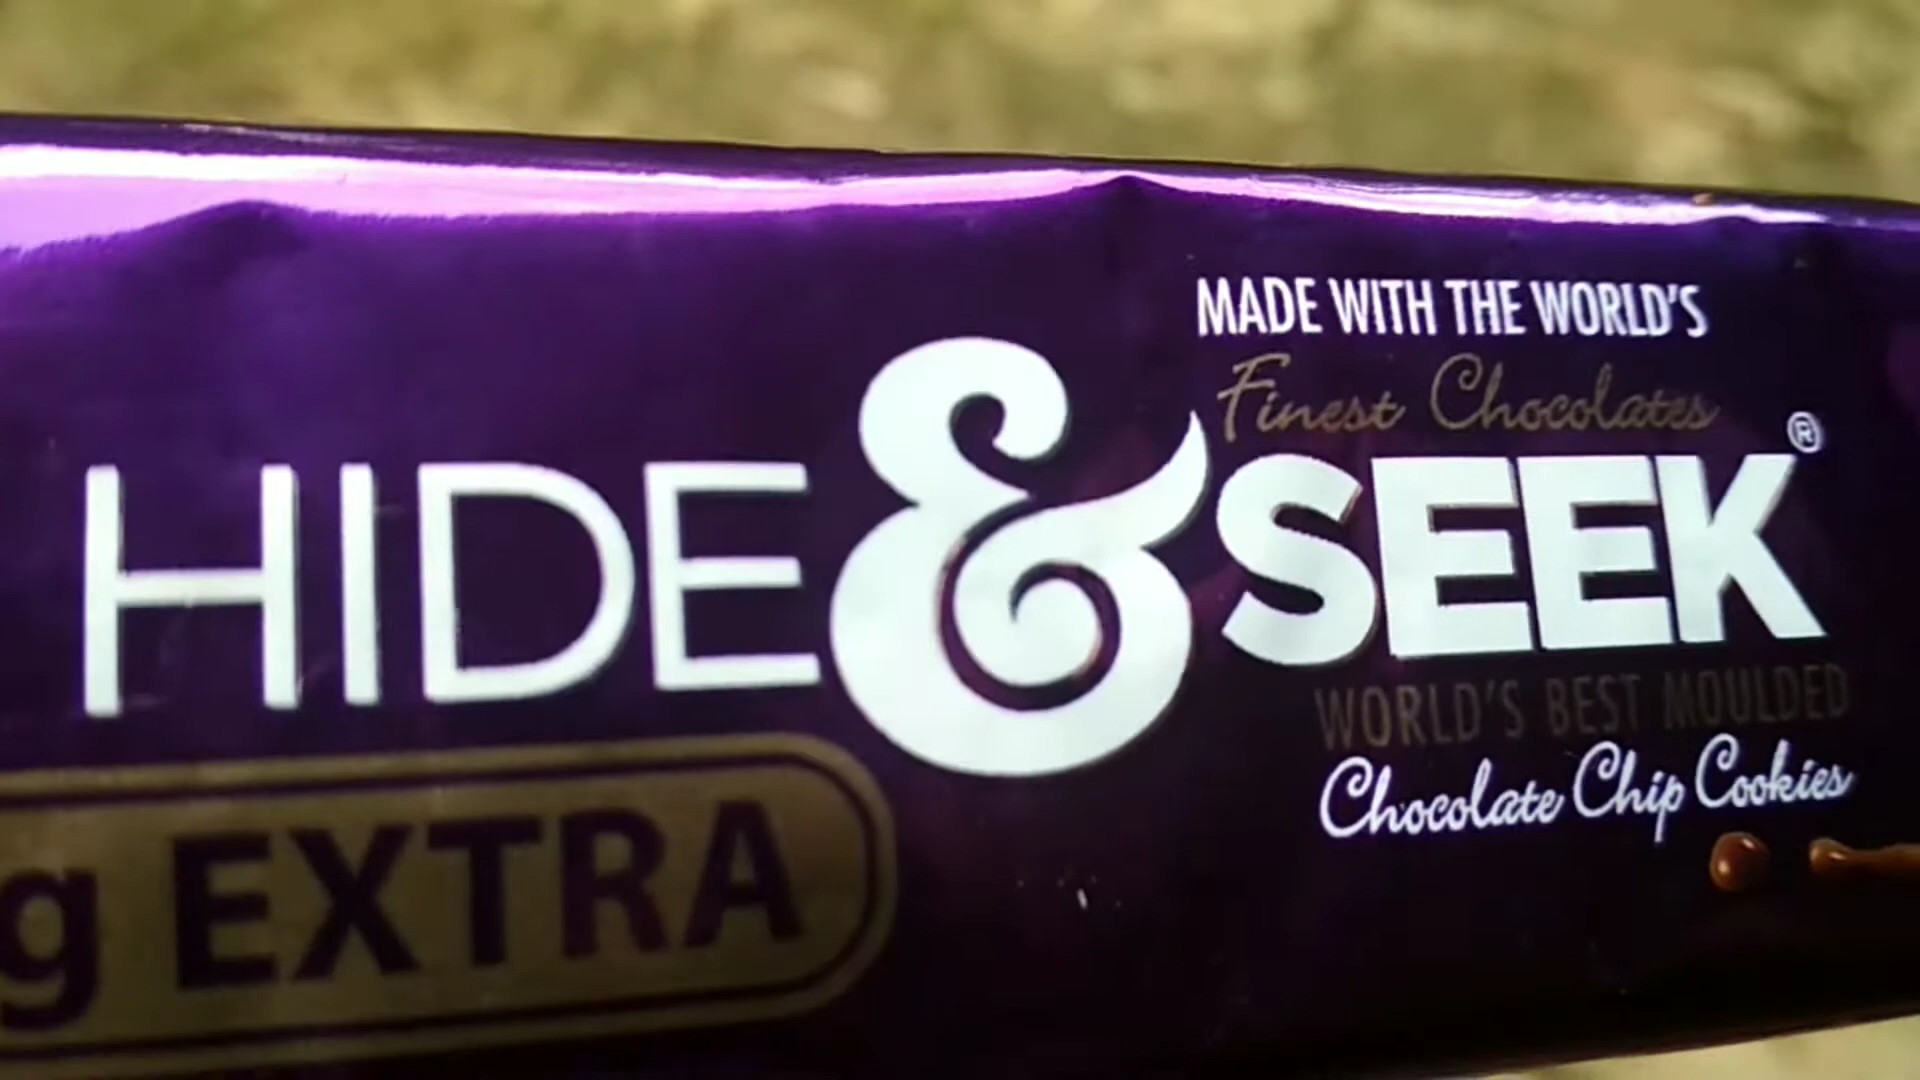 MADE WITH THE WORLD'S
Finest Chocolates
HIDE & SEEK®
WORLD'S BEST MOULDED
Chocolate Chip Cookies
g EXTRA